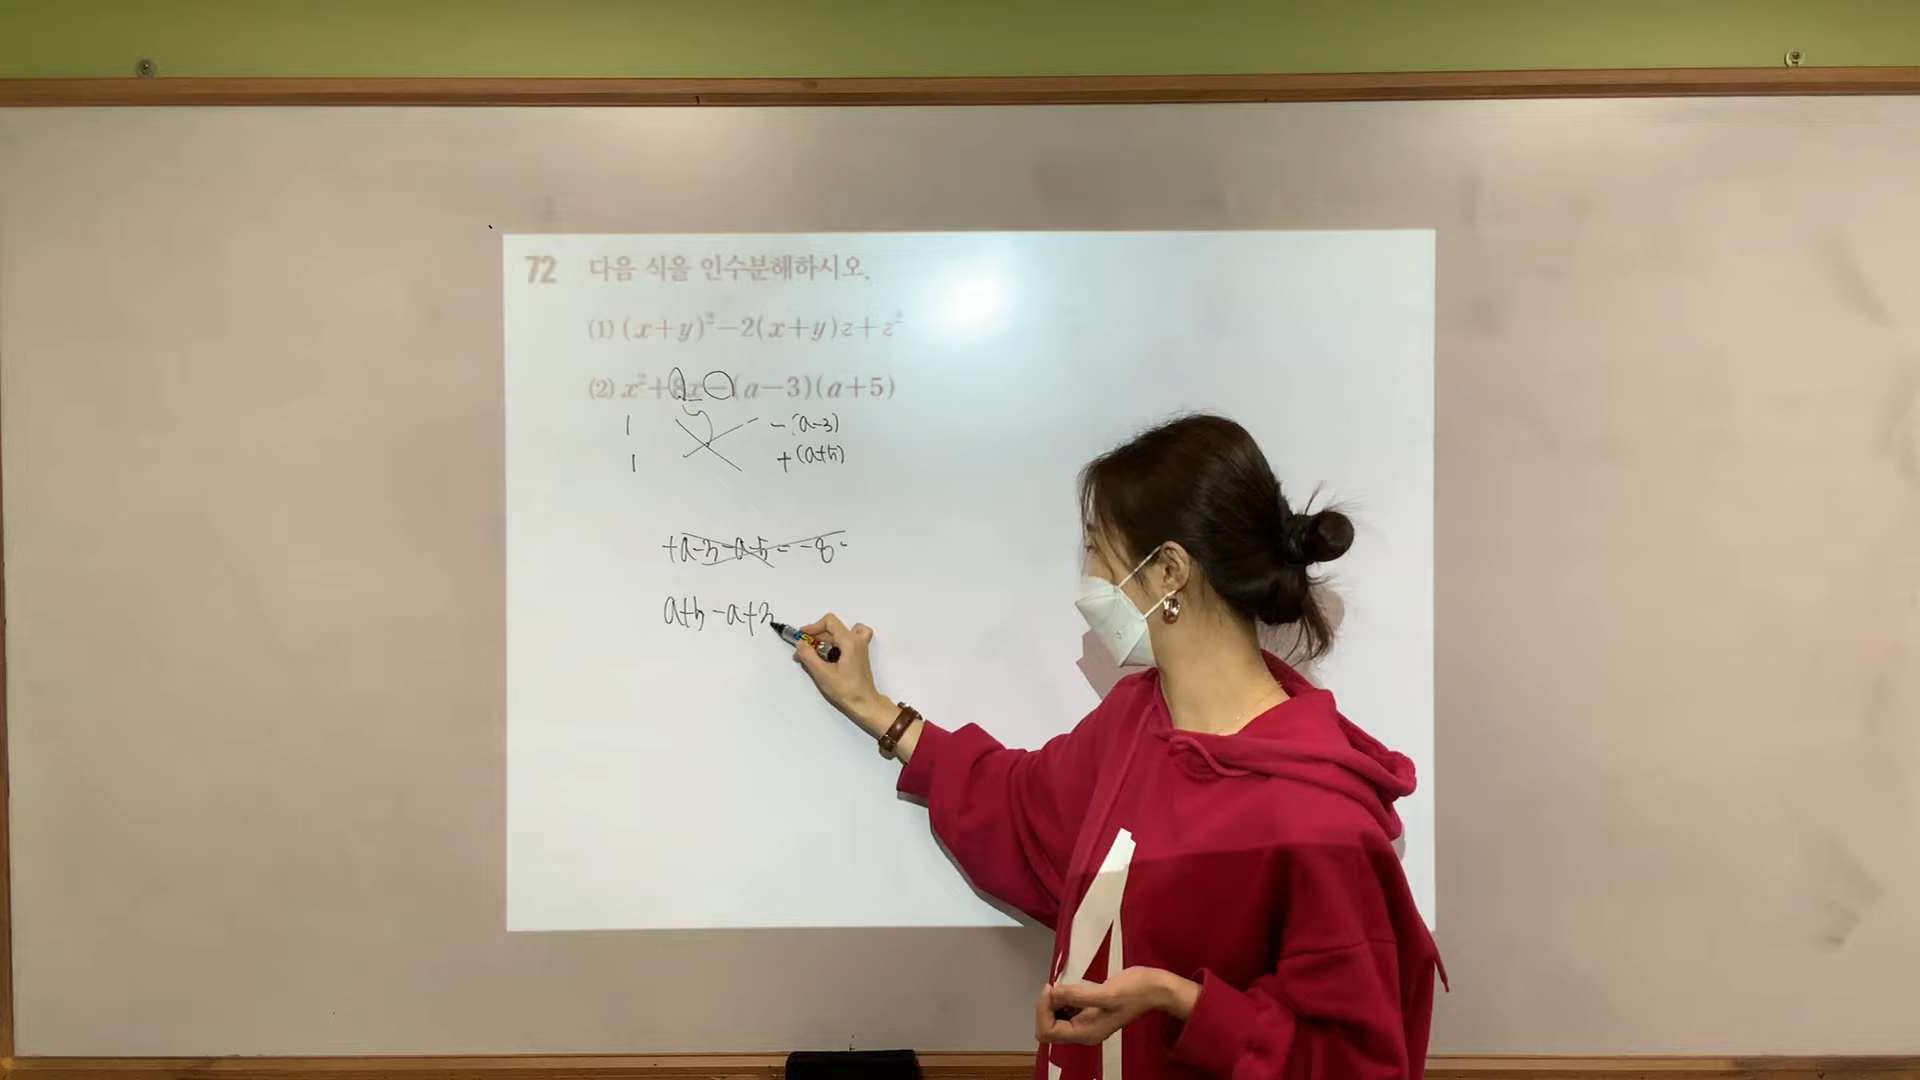 72 다음 식을 인수분해하시오.
(1) (x+y)²-2(x+y)z+z²
(2) x²+8x-(a-3)(a+5)
1 -(a-3)
1 +(a+5)
+a-3-a-5=-8
a+5-a+3